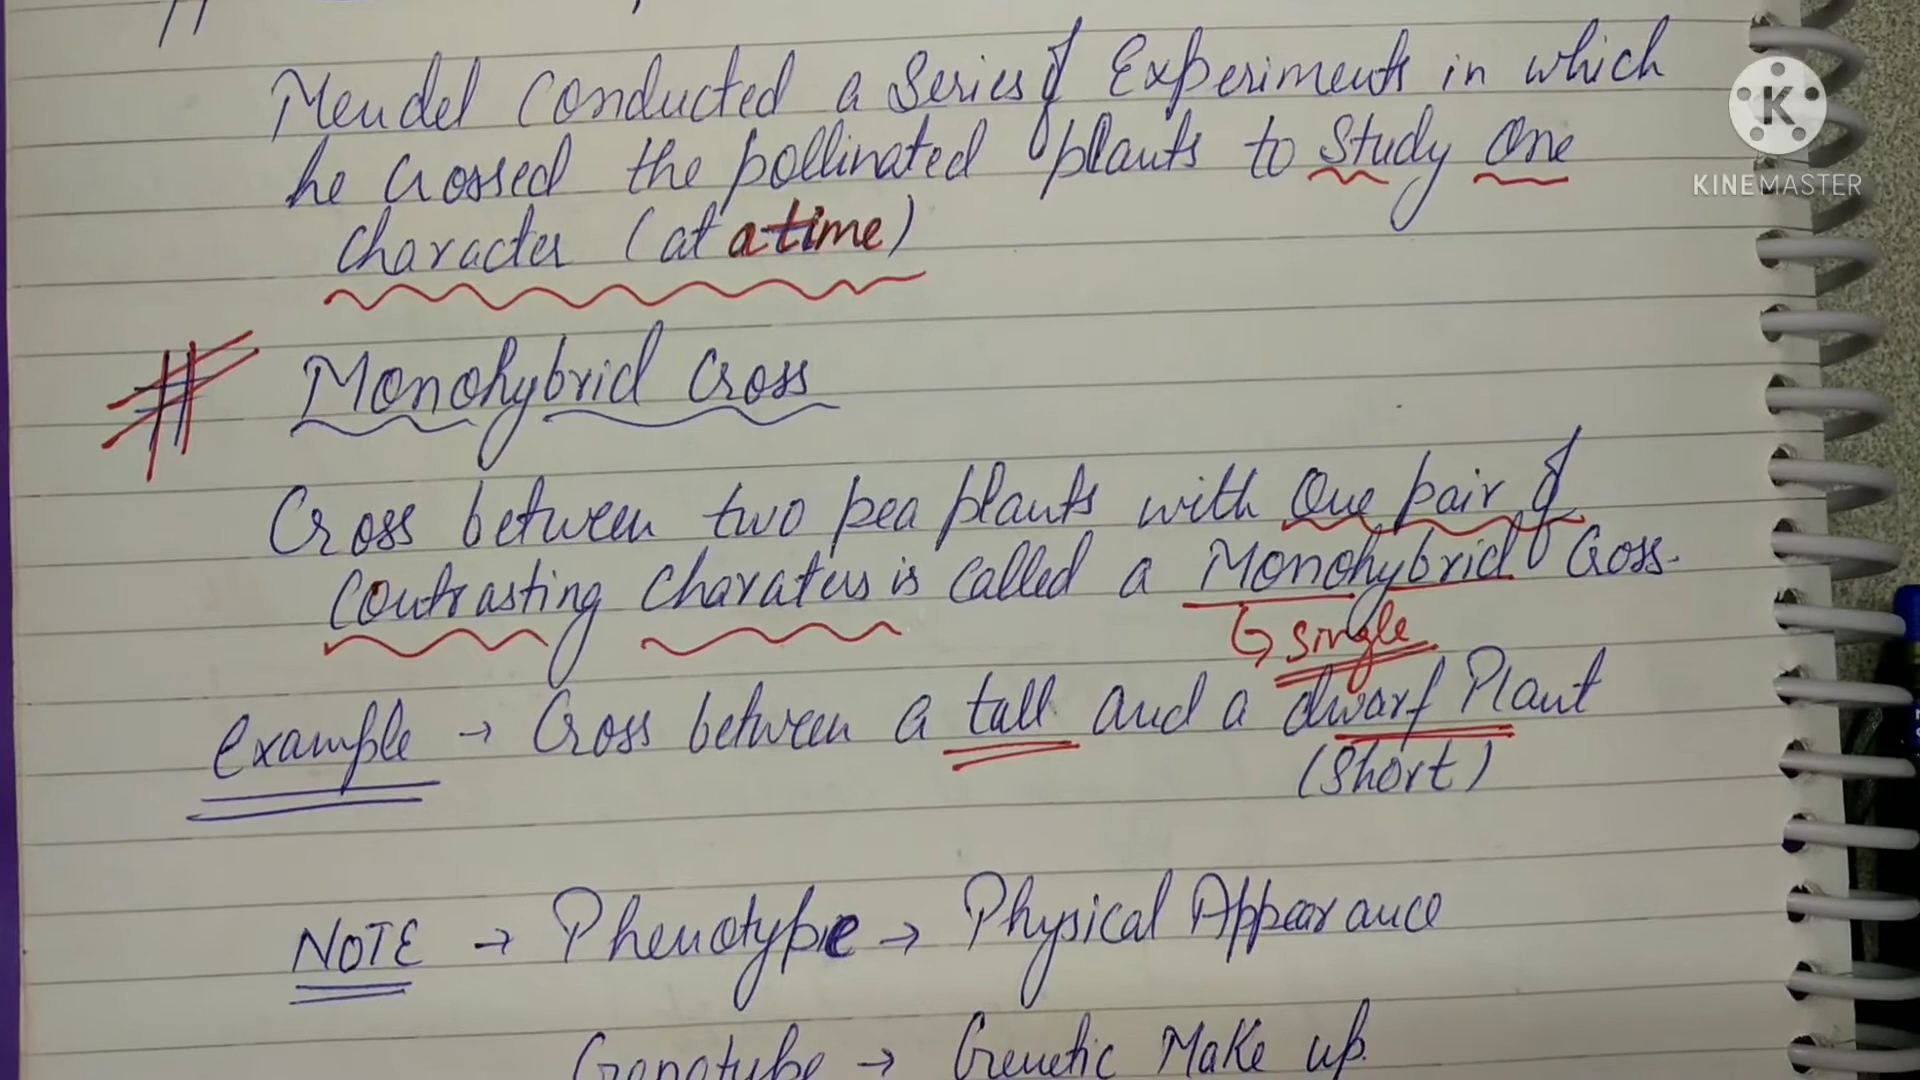 Mendel Conducted a Series of Experiments in which
K
he Crossed the pollinated plants to Study One
KINEMASTER
Character (at a time)
# Monohybrid Cross
Cross between two pea plants with One pair of
Contrasting Charaters is Called a Monohybrid Cross.
↳ Single
Example → Cross between a tall and a dwarf Plant
(Short)
NOTE → Phenotype → Physical Appearance
Genotype → Genetic Make up.